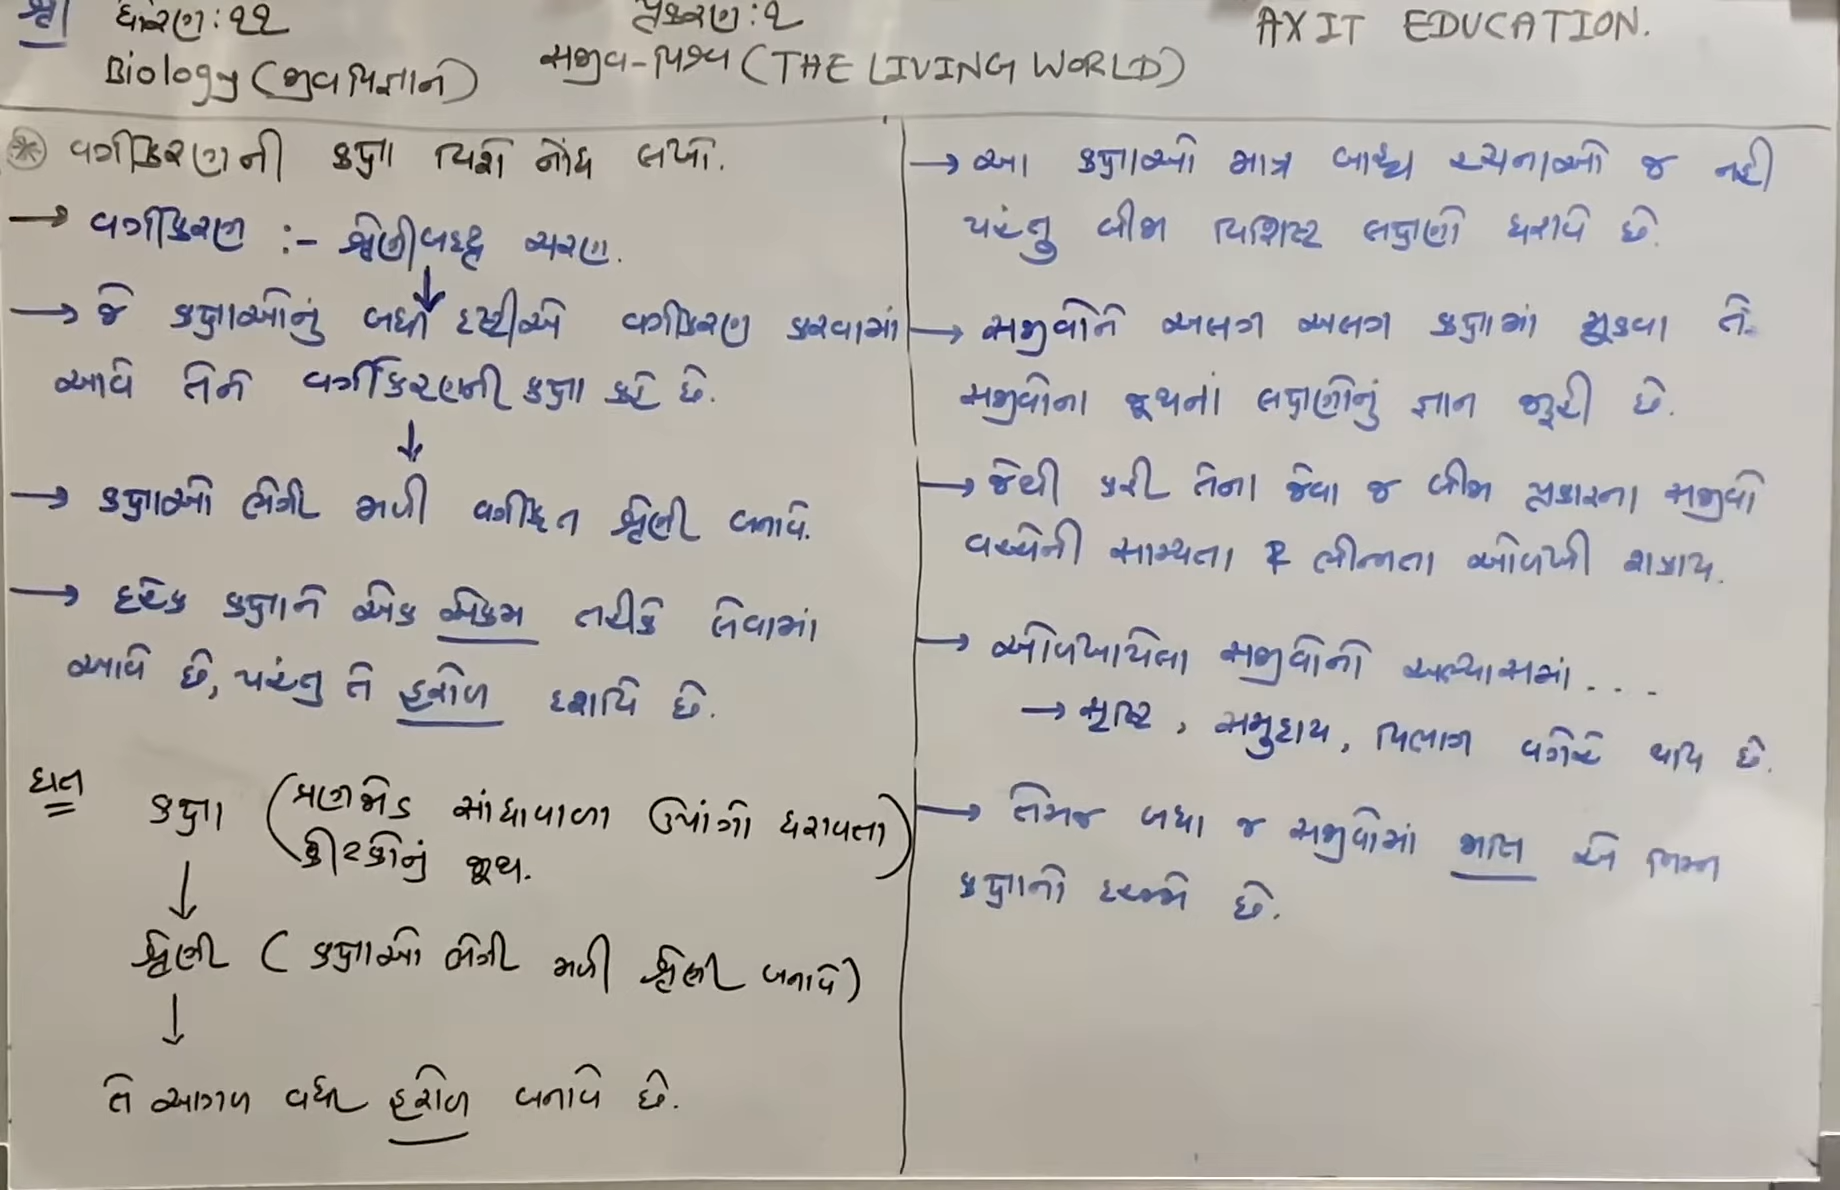 ધોરણ : ११
Biology (જીવવિજ્ઞાન)
પ્રકરણ : १
સજીવ-વિશ્વ (THE LIVING WORLD)
AXIT EDUCATION.
વર્ગીકરણની કક્ષા વિશે નોંધ લખો.
→ વર્ગીકરણ :- શ્રેણીબદ્ધ ચરણ.
→ જે કક્ષાઓનું બધી દૃષ્ટીએ વર્ગીકરણ કરવામાં
આવે તેને વર્ગીકરણની કક્ષા કહે છે.
→ કક્ષાઓ ભેગી મળી વર્ગીકૃત શ્રેણી બનાવે.
→ દરેક કક્ષાને એક એકમ તરીકે લેવામાં
આવે છે, પરંતુ તે હરોળ દર્શાવે છે.
દા.ત કક્ષા (ત્રણ જોડ સાંધાવાળા ઉપાંગો ધરાવતા
કીટકોનું જૂથ.)
↓
શ્રેણી (કક્ષાઓ ભેગી મળી શ્રેણી બનાવે)
↓
તે આગળ વધી હરોળ બનાવે છે.
→ આ કક્ષાઓ માત્ર બાહ્ય રચનાઓ જ નહી
પરંતુ બીજા વિશિષ્ટ લક્ષણો ધરાવે છે.
→ સજીવોને અલગ અલગ કક્ષામાં મૂકવા તે
સજીવોના જૂથનાં લક્ષણોનું જ્ઞાન જરૂરી છે.
→ જેથી કરી તેના જેવા જ બીજા પ્રકારના સજીવો
વચ્ચેની સામ્યતા & ભીન્નતા ઓળખી શકાય.
→ ઓળખાયેલા સજીવોનો અભ્યાસમાં....
→ સૃષ્ટિ, સમુદાય, વિભાગ વગેરે થાય છે.
→ તેમજ બધા જ સજીવોમાં જાતિ એ નિમ્ન
કક્ષાનો દરજ્જો છે.